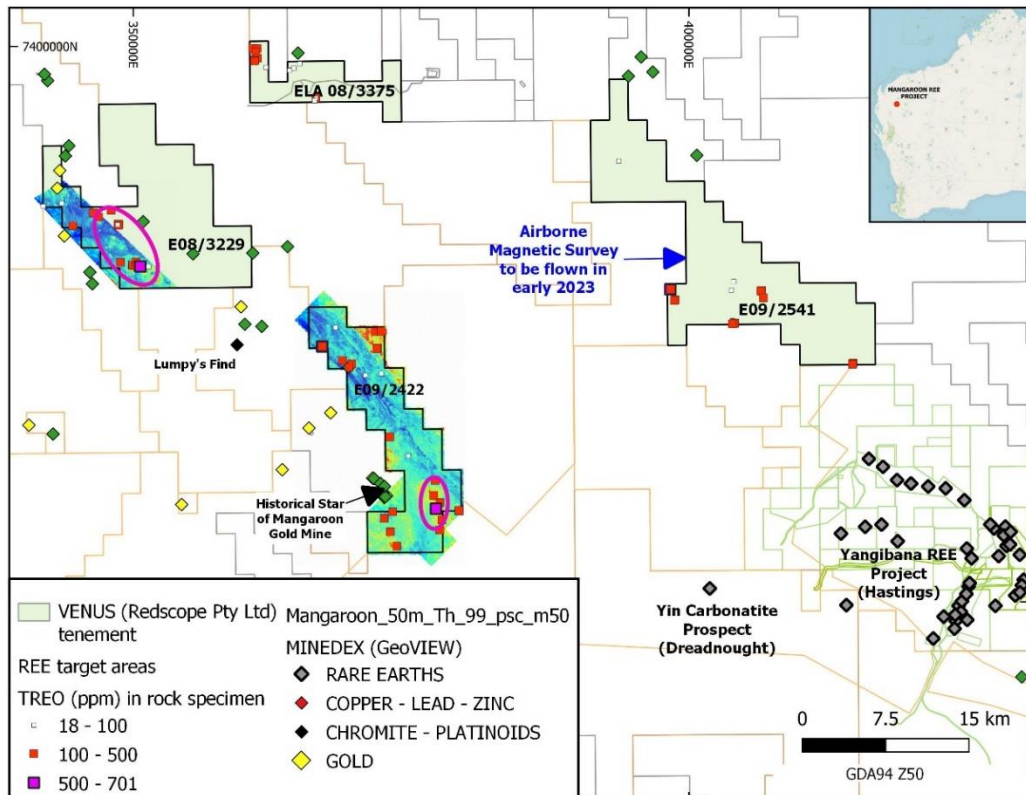 350000E
400000E
7400000N
MANGAROON REE
PROJECT
ELA 08/3375
E08/3229
Airborne
Magnetic Survey
to be flown in
early 2023
E09/2541
Lumpy's Find
E09/2422
Historical Star
of Mangaroon
Gold Mine
Yangibana REE
Project
(Hastings)
Yin Carbonatite
Prospect
(Dreadnought)
VENUS (Redscope Pty Ltd)
tenement
REE target areas
TREO (ppm) in rock specimen
18 - 100
100 - 500
500 - 701
Mangaroon_50m_Th_99_psc_m50
MINEDEX (GeoVIEW)
RARE EARTHS
COPPER - LEAD - ZINC
CHROMITE - PLATINOIDS
GOLD
0 7.5 15 km
GDA94 Z50